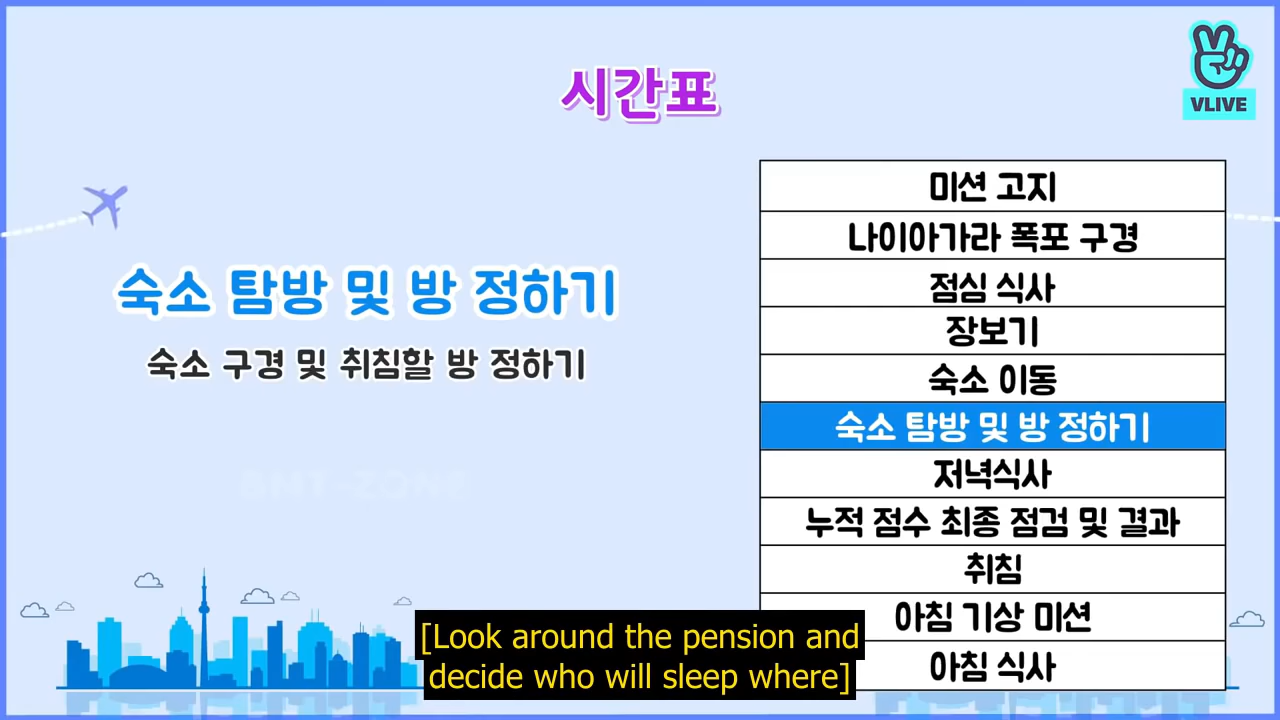 시간표
VLIVE
숙소 탐방 및 방 정하기
숙소 구경 및 취침할 방 정하기
미션 고지
나이아가라 폭포 구경
점심 식사
장보기
숙소 이동
숙소 탐방 및 방 정하기
저녁식사
누적 점수 최종 점검 및 결과
취침
아침 기상 미션
아침 식사
[Look around the pension and
decide who will sleep where]